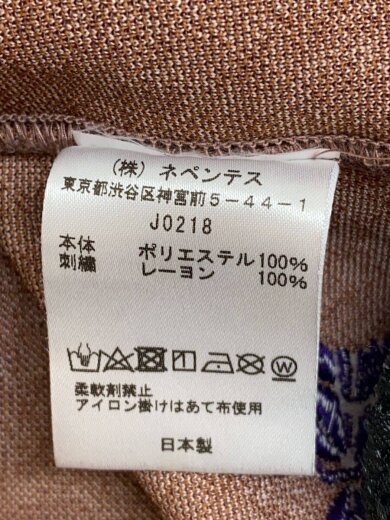 (株) ネペンテス
東京都渋谷区神宮前5-44-1
J0218
本体 ポリエステル100%
刺繍 レーヨン 100%
柔軟剤禁止
アイロン掛けはあて布使用
日本製